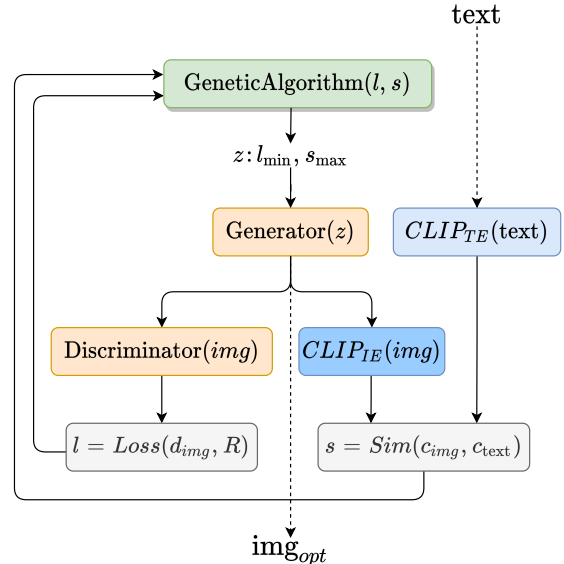 text
GeneticAlgorithm(l, s)
z: l_min, s_max
Generator(z)
CLIP_TE(text)
Discriminator(img)
CLIP_IE(img)
l = Loss(d_img, R)
s = Sim(c_img, c_text)
img_opt